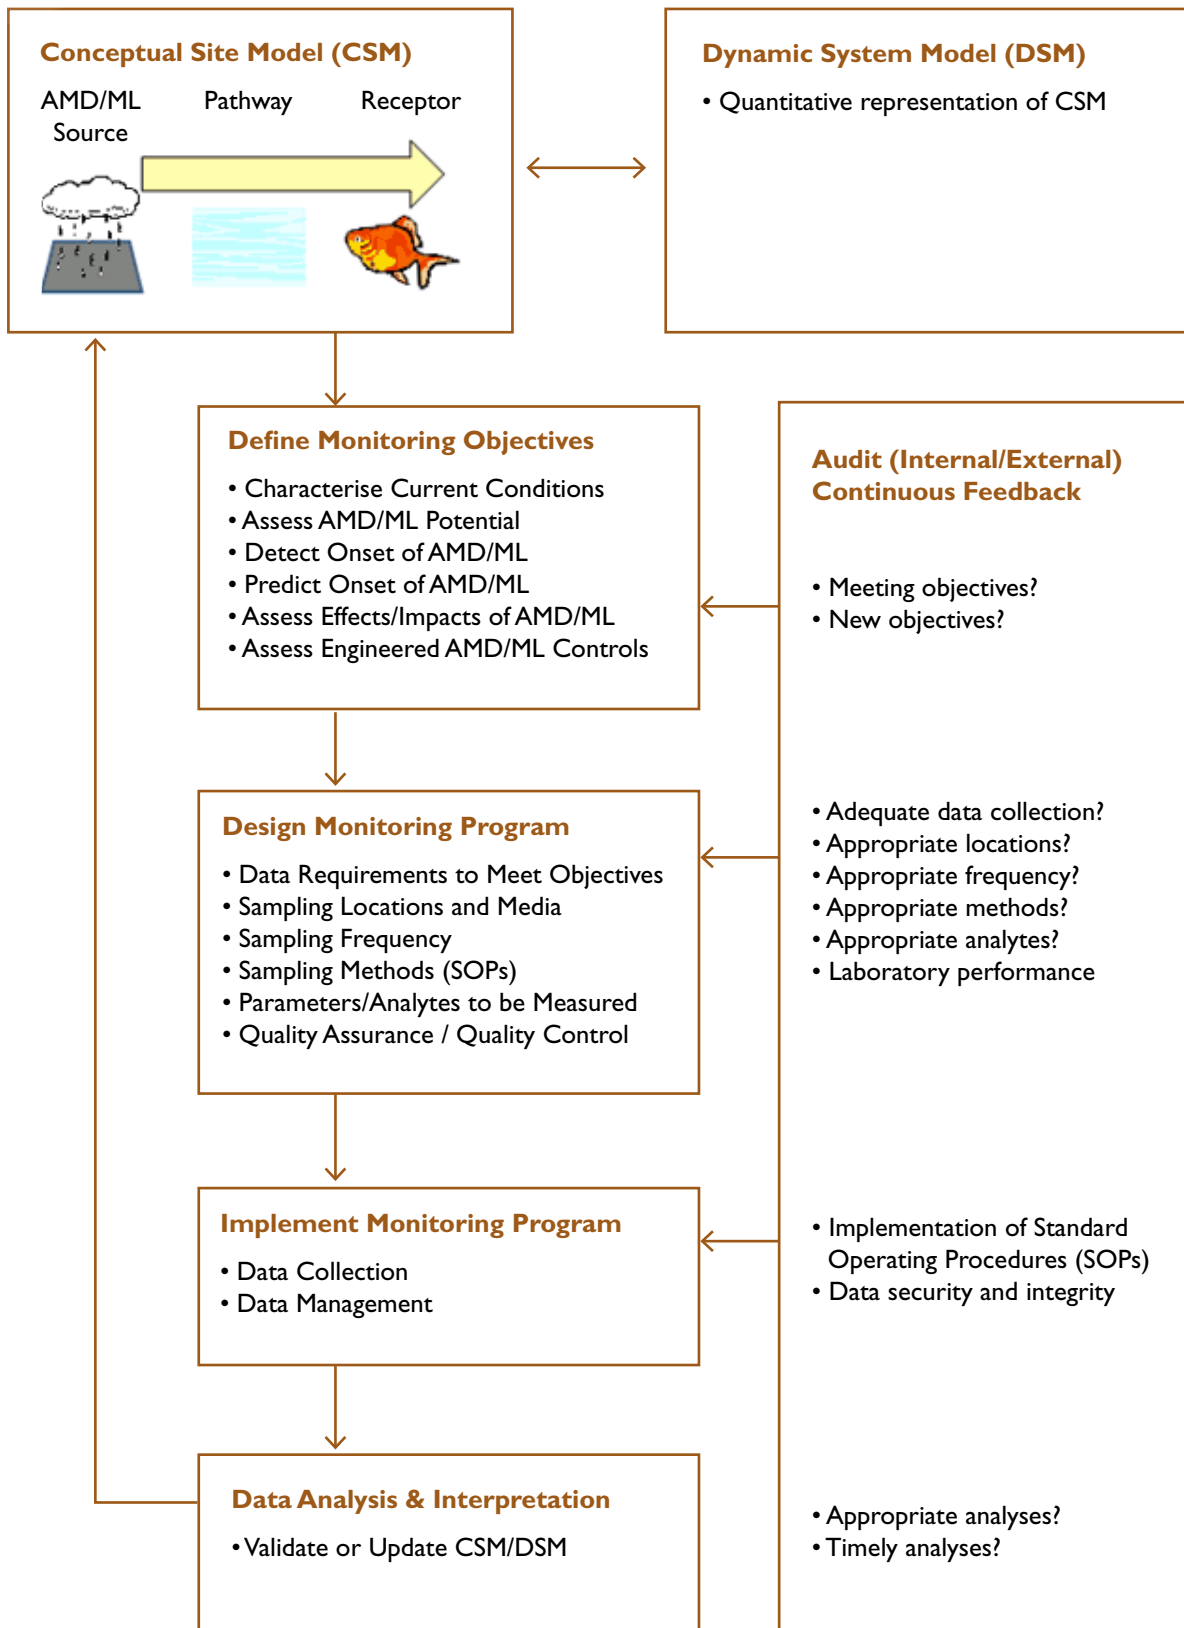 Conceptual Site Model (CSM)
AMD/ML
Source
Pathway
Receptor
Dynamic System Model (DSM)
• Quantitative representation of CSM
Define Monitoring Objectives
• Characterise Current Conditions
• Assess AMD/ML Potential
• Detect Onset of AMD/ML
• Predict Onset of AMD/ML
• Assess Effects/Impacts of AMD/ML
• Assess Engineered AMD/ML Controls
Audit (Internal/External)
Continuous Feedback
• Meeting objectives?
• New objectives?
Design Monitoring Program
• Data Requirements to Meet Objectives
• Sampling Locations and Media
• Sampling Frequency
• Sampling Methods (SOPs)
• Parameters/Analytes to be Measured
• Quality Assurance / Quality Control
• Adequate data collection?
• Appropriate locations?
• Appropriate frequency?
• Appropriate methods?
• Appropriate analytes?
• Laboratory performance
Implement Monitoring Program
• Data Collection
• Data Management
• Implementation of Standard
Operating Procedures (SOPs)
• Data security and integrity
Data Analysis & Interpretation
• Validate or Update CSM/DSM
• Appropriate analyses?
• Timely analyses?